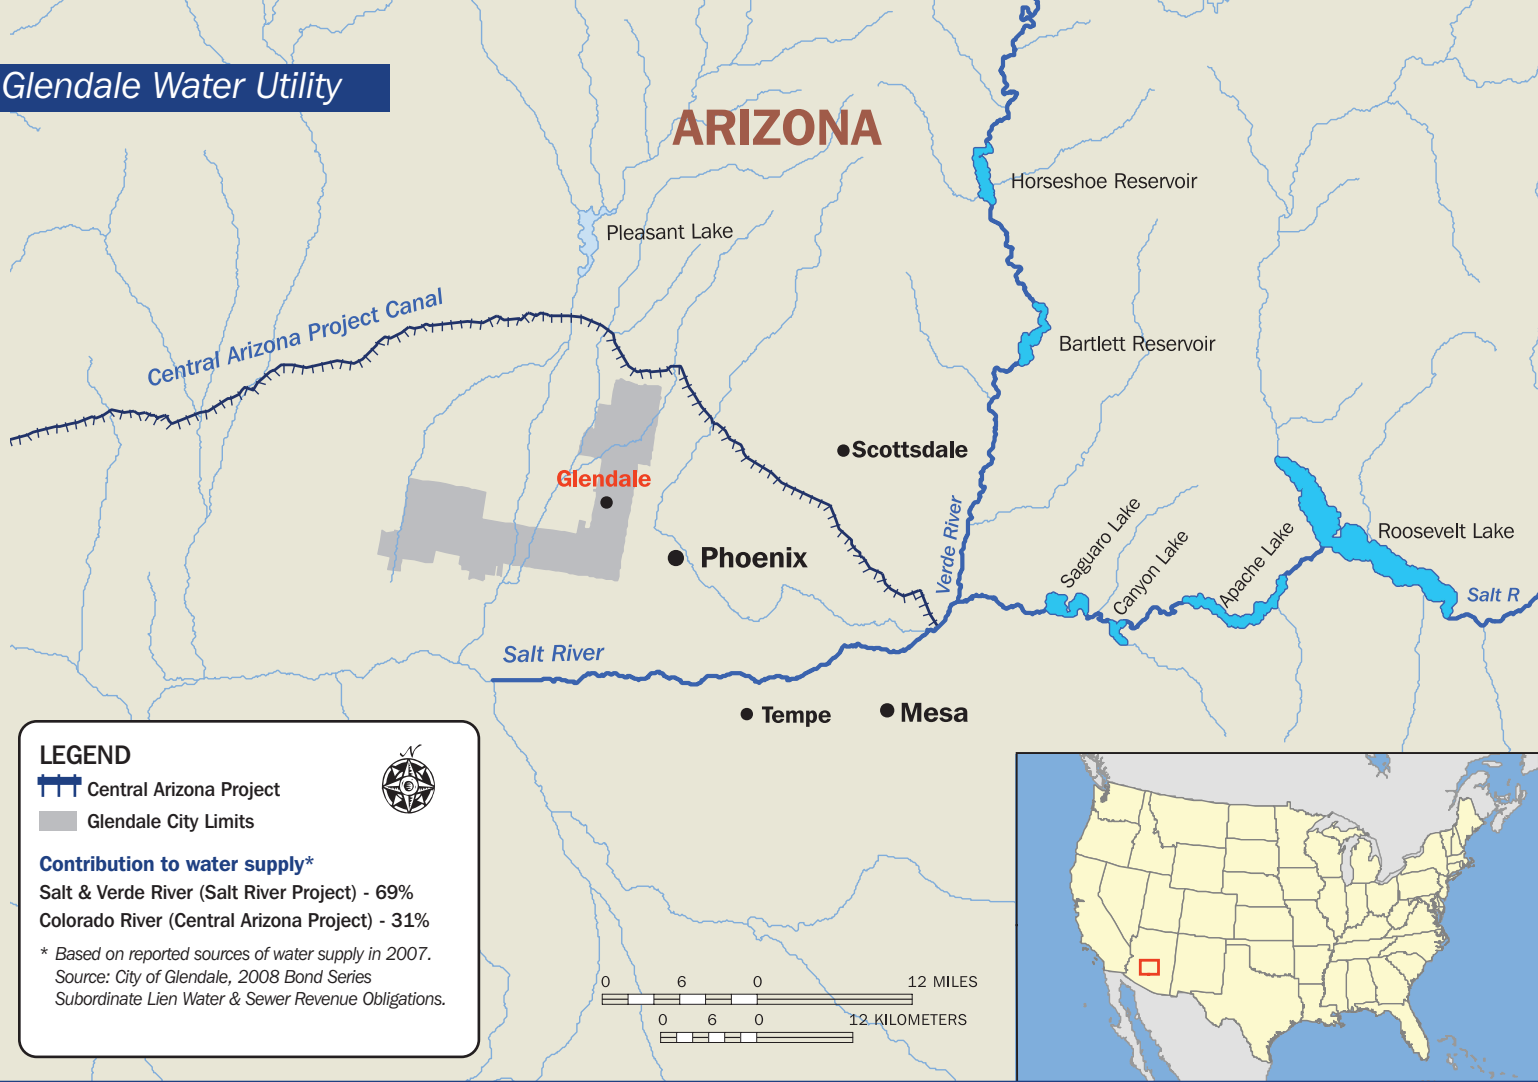 Glendale Water Utility
ARIZONA
Horseshoe Reservoir
Pleasant Lake
Central Arizona Project Canal
Bartlett Reservoir
Scottsdale
Glendale
Verde River
Saguaro Lake
Canyon Lake
Apache Lake
Roosevelt Lake
Phoenix
Salt R
Salt River
Tempe
Mesa
LEGEND
N
Central Arizona Project
Glendale City Limits
Contribution to water supply*
Salt & Verde River (Salt River Project) - 69%
Colorado River (Central Arizona Project) - 31%
* Based on reported sources of water supply in 2007.
Source: City of Glendale, 2008 Bond Series
Subordinate Lien Water & Sewer Revenue Obligations.
0 6 0 12 MILES
0 6 0 12 KILOMETERS